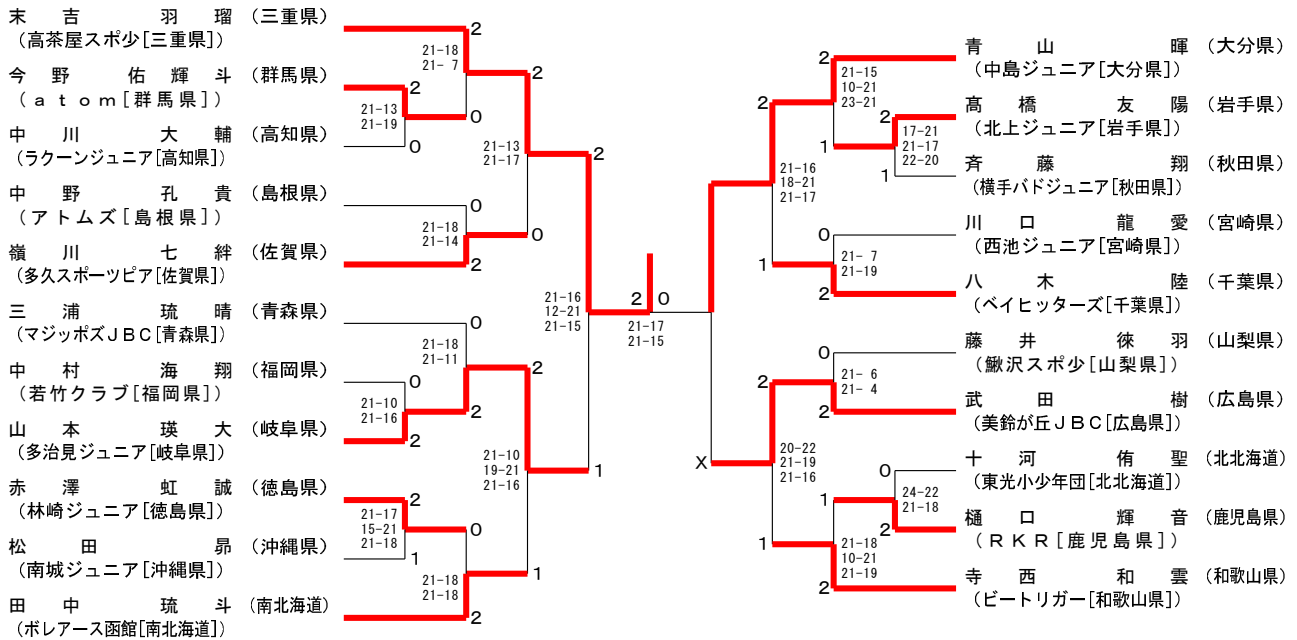 末吉 羽瑠 (三重県)
(高茶屋スポ少[三重県])
今野 佑輝斗 (群馬県)
(atom[群馬県])
中川 大輔 (高知県)
(ラクーンジュニア[高知県])
中野 孔貴 (島根県)
(アトムズ[島根県])
嶺川 七絆 (佐賀県)
(多久スポーツピア[佐賀県])
三浦 琉晴 (青森県)
(マジッポズJBC[青森県])
中村 海翔 (福岡県)
(若竹クラブ[福岡県])
山本 瑛大 (岐阜県)
(多治見ジュニア[岐阜県])
赤澤 虹誠 (徳島県)
(林崎ジュニア[徳島県])
松田 昴 (沖縄県)
(南城ジュニア[沖縄県])
田中 琉斗 (南北海道)
(ボレアース函館[南北海道])
2
21-18
21- 7
2
2
21-13
21-19
0
0
21-13
21-17
2
0
21-18
21-14
0
2
21-16
12-21
21-15
0
21-18
21-11
2
0
21-10
21-16
2
2
21-10
19-21
21-16
1
2
21-17
15-21
21-18
0
1
21-18
21-18
1
2
2 0
21-17
21-15
2
21-15
10-21
23-21
2
2
17-21
21-17
22-20
1
1
21-16
18-21
21-17
0
21- 7
21-19
1
2
0
21- 6
21- 4
2
2
X
20-22
21-19
21-16
0
24-22
21-18
1
2
21-18
10-21
21-19
1
2
青山 暉 (大分県)
(中島ジュニア[大分県])
髙橋 友陽 (岩手県)
(北上ジュニア[岩手県])
斉藤 翔 (秋田県)
(横手バドジュニア[秋田県])
川口 龍愛 (宮崎県)
(西池ジュニア[宮崎県])
八木 陸 (千葉県)
(ベイヒッターズ[千葉県])
藤井 徠羽 (山梨県)
(鰍沢スポ少[山梨県])
武田 樹 (広島県)
(美鈴が丘JBC[広島県])
十河 侑聖 (北北海道)
(東光小少年団[北北海道])
樋口 輝音 (鹿児島県)
(RKR[鹿児島県])
寺西 和雲 (和歌山県)
(ビートリガー[和歌山県])